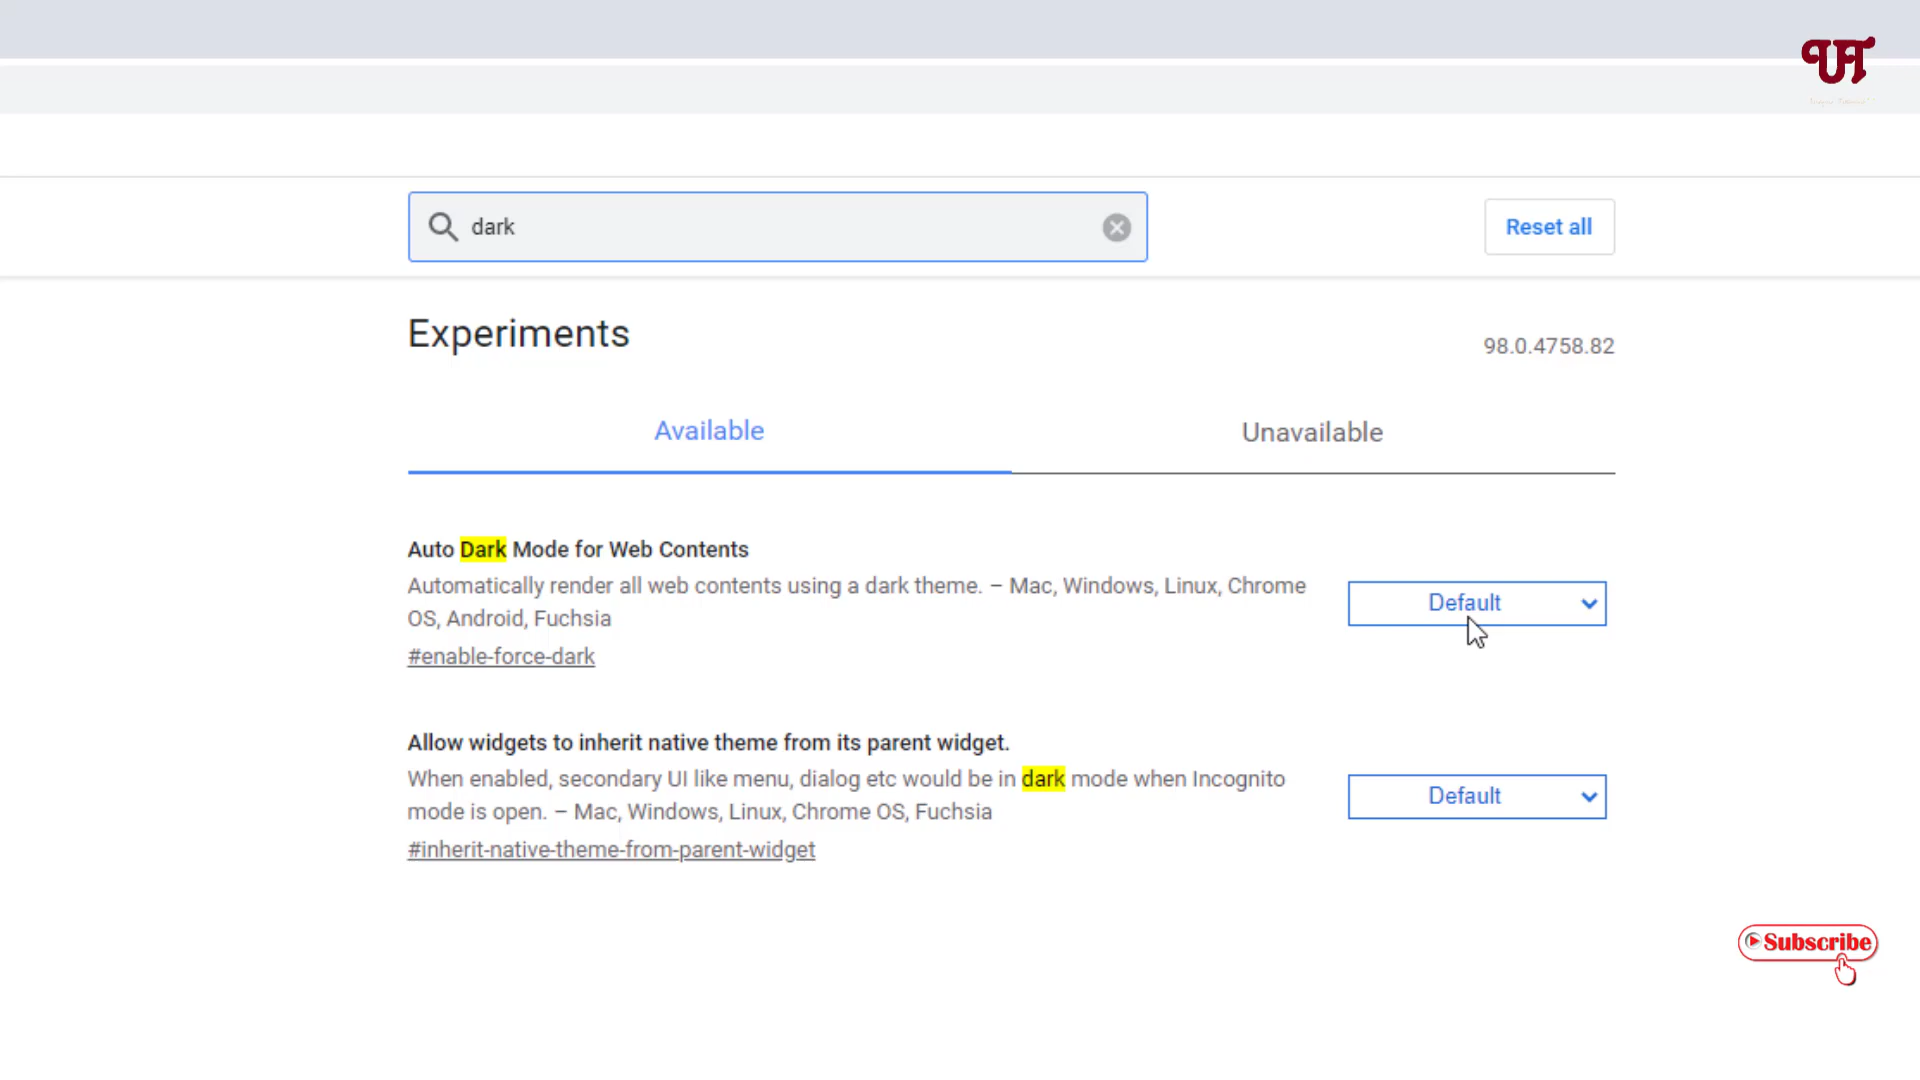 UT
dark
Reset all
Experiments
98.0.4758.82
Available
Unavailable
Auto Dark Mode for Web Contents
Automatically render all web contents using a dark theme. – Mac, Windows, Linux, Chrome
OS, Android, Fuchsia
#enable-force-dark
Default
Allow widgets to inherit native theme from its parent widget.
When enabled, secondary UI like menu, dialog etc would be in dark mode when Incognito
mode is open. – Mac, Windows, Linux, Chrome OS, Fuchsia
#inherit-native-theme-from-parent-widget
Default
Subscribe